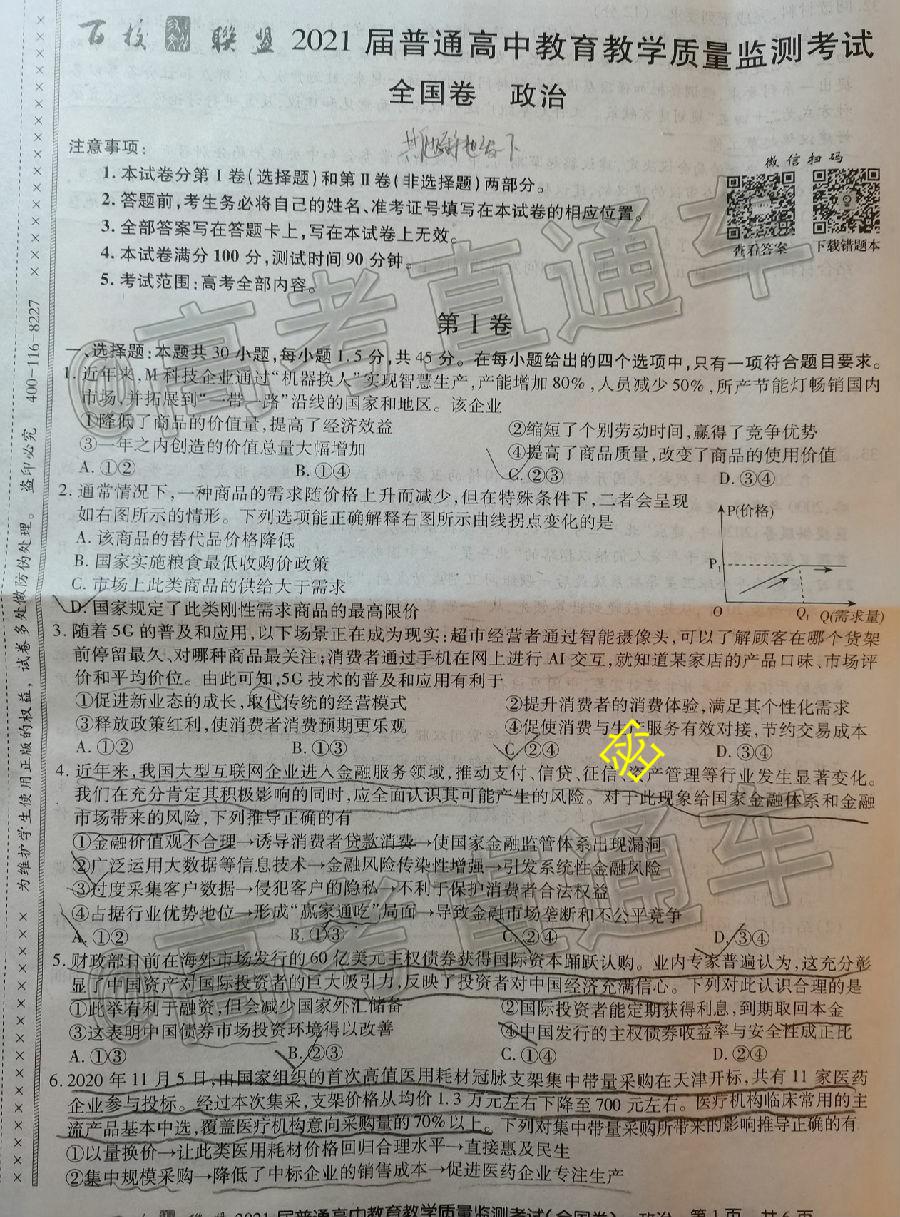 百校联盟 2021届普通高中教育教学质量监测考试
全国卷 政治
注意事项:
1.本试卷分第Ⅰ卷(选择题)和第Ⅱ卷(非选择题)两部分。
2.答题前,考生务必将自己的姓名、准考证号填写在本试卷的相应位置。
3.全部答案写在答题卡上,写在本试卷上无效。
4.本试卷满分100分,测试时间90分钟。
5.考试范围:高考全部内容。
微信扫码
查看答案 下载错题本
第Ⅰ卷
一、选择题:本题共30小题,每小题1.5分,共45分。在每小题给出的四个选项中,只有一项符合题目要求。
1.近年来,M科技企业通过“机器换人”实现智慧生产,产能增加80%,人员减少50%,所产节能灯畅销国内
市场,并拓展到“一带一路”沿线的国家和地区。该企业
①降低了商品的价值量,提高了经济效益 ②缩短了个别劳动时间,赢得了竞争优势
③一年之内创造的价值总量大幅增加 ④提高了商品质量,改变了商品的使用价值
A.①② B.①④ C.②③ D.③④
2.通常情况下,一种商品的需求随价格上升而减少,但在特殊条件下,二者会呈现
如右图所示的情形。下列选项能正确解释右图所示曲线拐点变化的是
A.该商品的替代品价格降低
B.国家实施粮食最低收购价政策
C.市场上此类商品的供给大于需求
D.国家规定了此类刚性需求商品的最高限价
P(价格)
P₁
O Q₁ Q(需求量)
3.随着5G的普及和应用,以下场景正在成为现实:超市经营者通过智能摄像头,可以了解顾客在哪个货架
前停留最久、对哪种商品最关注;消费者通过手机在网上进行AI交互,就知道某家店的产品口味、市场评
价和平均价位。由此可知,5G技术的普及和应用有利于
①促进新业态的成长,取代传统的经营模式 ②提升消费者的消费体验,满足其个性化需求
③释放政策红利,使消费者消费预期更乐观 ④促使消费与生服务有效对接,节约交易成本
A.①② B.①③ C.②④ D.③④
密
4.近年来,我国大型互联网企业进入金融服务领域,推动支付、信贷、征信、资产管理等行业发生显著变化。
我们在充分肯定其积极影响的同时,应全面认识其可能产生的风险。对于此现象给国家金融体系和金融
市场带来的风险,下列推导正确的有
①金融价值观不合理→诱导消费者贷款消费→使国家金融监管体系出现漏洞
②广泛运用大数据等信息技术→金融风险传染性增强→引发系统性金融风险
③过度采集客户数据→侵犯客户的隐私→不利于保护消费者合法权益
④占据行业优势地位→形成“赢家通吃”局面→导致金融市场垄断和不公平竞争
A.①② B.①③ C.②④ D.③④
5.财政部日前在海外市场发行的60亿美元主权债券获得国际资本踊跃认购。业内专家普遍认为,这充分彰
显了中国资产对国际投资者的巨大吸引力,反映了投资者对中国经济充满信心。下列对此认识合理的是
①此举有利于融资,但会减少国家外汇储备 ②国际投资者能定期获得利息,到期取回本金
③这表明中国债券市场投资环境得以改善 ④中国发行的主权债券收益率与安全性成正比
A.①③ B.②③ C.①④ D.②④
6.2020年11月5日,由国家组织的首次高值医用耗材冠脉支架集中带量采购在天津开标,共有11家医药
企业参与投标。经过本次集采,支架价格从均价1.3万元左右下降至700元左右。医疗机构临床常用的主
流产品基本中选,覆盖医疗机构意向采购量的70%以上。下列对集中带量采购所带来的影响推导正确的有
①以量换价→让此类医用耗材价格回归合理水平→直接惠及民生
②集中规模采购→降低了中标企业的销售成本→促进医药企业专注生产
百校联盟 2021届普通高中教育教学质量监测考试(全国卷) 政治 第1页 共6页
为维护学生使用正版的权益,试卷多处做防伪处理。 盗印必究 400-116-8227
@高考直通车
@高考直通车